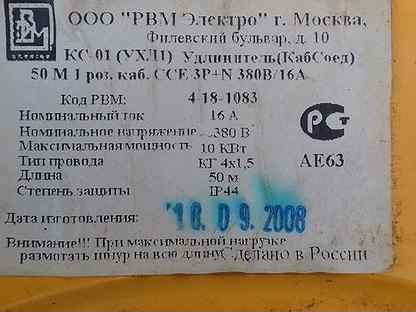 РВМ
ООО "РВМ Электро" г. Москва,
Филевский бульвар, д. 10
КС-01 (УХЛ1) Удлинитель(КабСоед)
50 М 1 роз. каб. CCE 3P+N 380В/16А
Код РВМ: 4-18-1083
Номинальный ток 16 А
Номинальное напряжение 380 В
Максимальная мощность 10 КВт
Тип провода КГ 4х1,5
Длина 50 м
Степень защиты IP44
РСТ
АЕ63
Дата изготовления: 18.09.2008
Внимание!!! При максимальной нагрузке
размотать шнур на всю длину Сделано в России